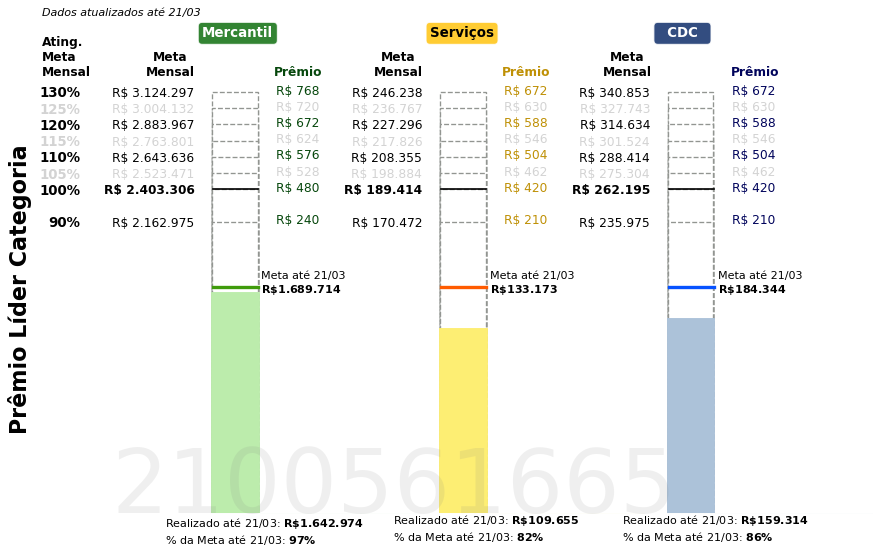 Dados atualizados até 21/03
Mercantil Serviços CDC
Ating.
Meta Meta Meta Meta
Mensal Mensal Prêmio Mensal Prêmio Mensal Prêmio
130% R$ 3.124.297 R$ 768 R$ 246.238 R$ 672 R$ 340.853 R$ 672
125% R$ 3.004.132 R$ 720 R$ 236.767 R$ 630 R$ 327.743 R$ 630
120% R$ 2.883.967 R$ 672 R$ 227.296 R$ 588 R$ 314.634 R$ 588
115% R$ 2.763.801 R$ 624 R$ 217.826 R$ 546 R$ 301.524 R$ 546
110% R$ 2.643.636 R$ 576 R$ 208.355 R$ 504 R$ 288.414 R$ 504
105% R$ 2.523.471 R$ 528 R$ 198.884 R$ 462 R$ 275.304 R$ 462
100% R$ 2.403.306 R$ 480 R$ 189.414 R$ 420 R$ 262.195 R$ 420
90% R$ 2.162.975 R$ 240 R$ 170.472 R$ 210 R$ 235.975 R$ 210
Meta até 21/03 Meta até 21/03 Meta até 21/03
R$1.689.714 R$133.173 R$184.344
Prêmio Líder Categoria
2100561665
Realizado até 21/03: R$1.642.974 Realizado até 21/03: R$109.655 Realizado até 21/03: R$159.314
% da Meta até 21/03: 97% % da Meta até 21/03: 82% % da Meta até 21/03: 86%